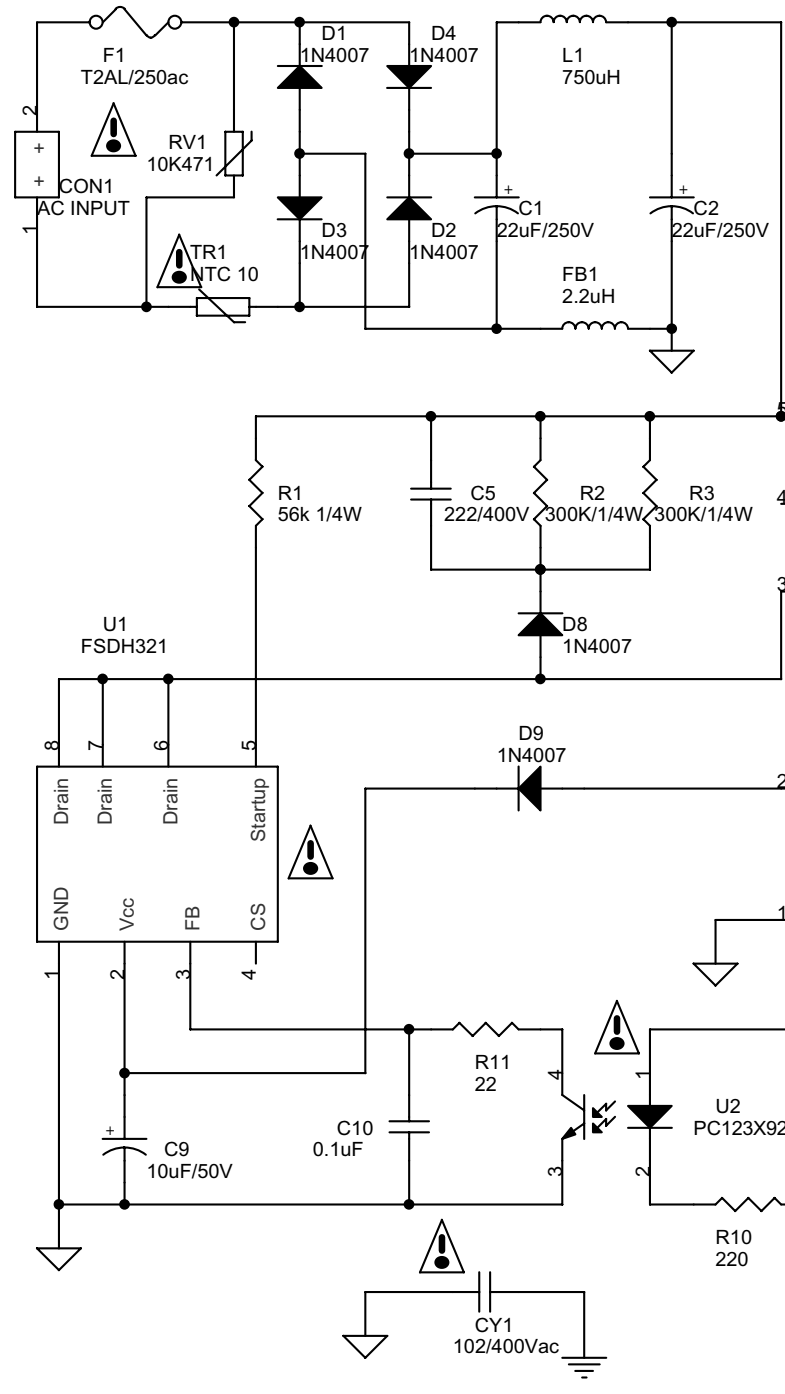 F1
T2AL/250ac
D1
1N4007
D4
1N4007
L1
750uH
2
RV1
10K471
+
+
CON1
AC INPUT
1
TR1
NTC 10
D3
1N4007
D2
1N4007
+
C1
22uF/250V
+
C2
22uF/250V
FB1
2.2uH
R1
56k 1/4W
C5
222/400V
R2
300K/1/4W
R3
300K/1/4W
5
4
3
D8
1N4007
U1
FSDH321
8
7
6
5
Drain
Drain
Drain
Startup
GND
Vcc
FB
CS
1
2
3
4
D9
1N4007
2
1
R11
22
4
3
1
2
U2
PC123X92
+
C9
10uF/50V
C10
0.1uF
R10
220
CY1
102/400Vac